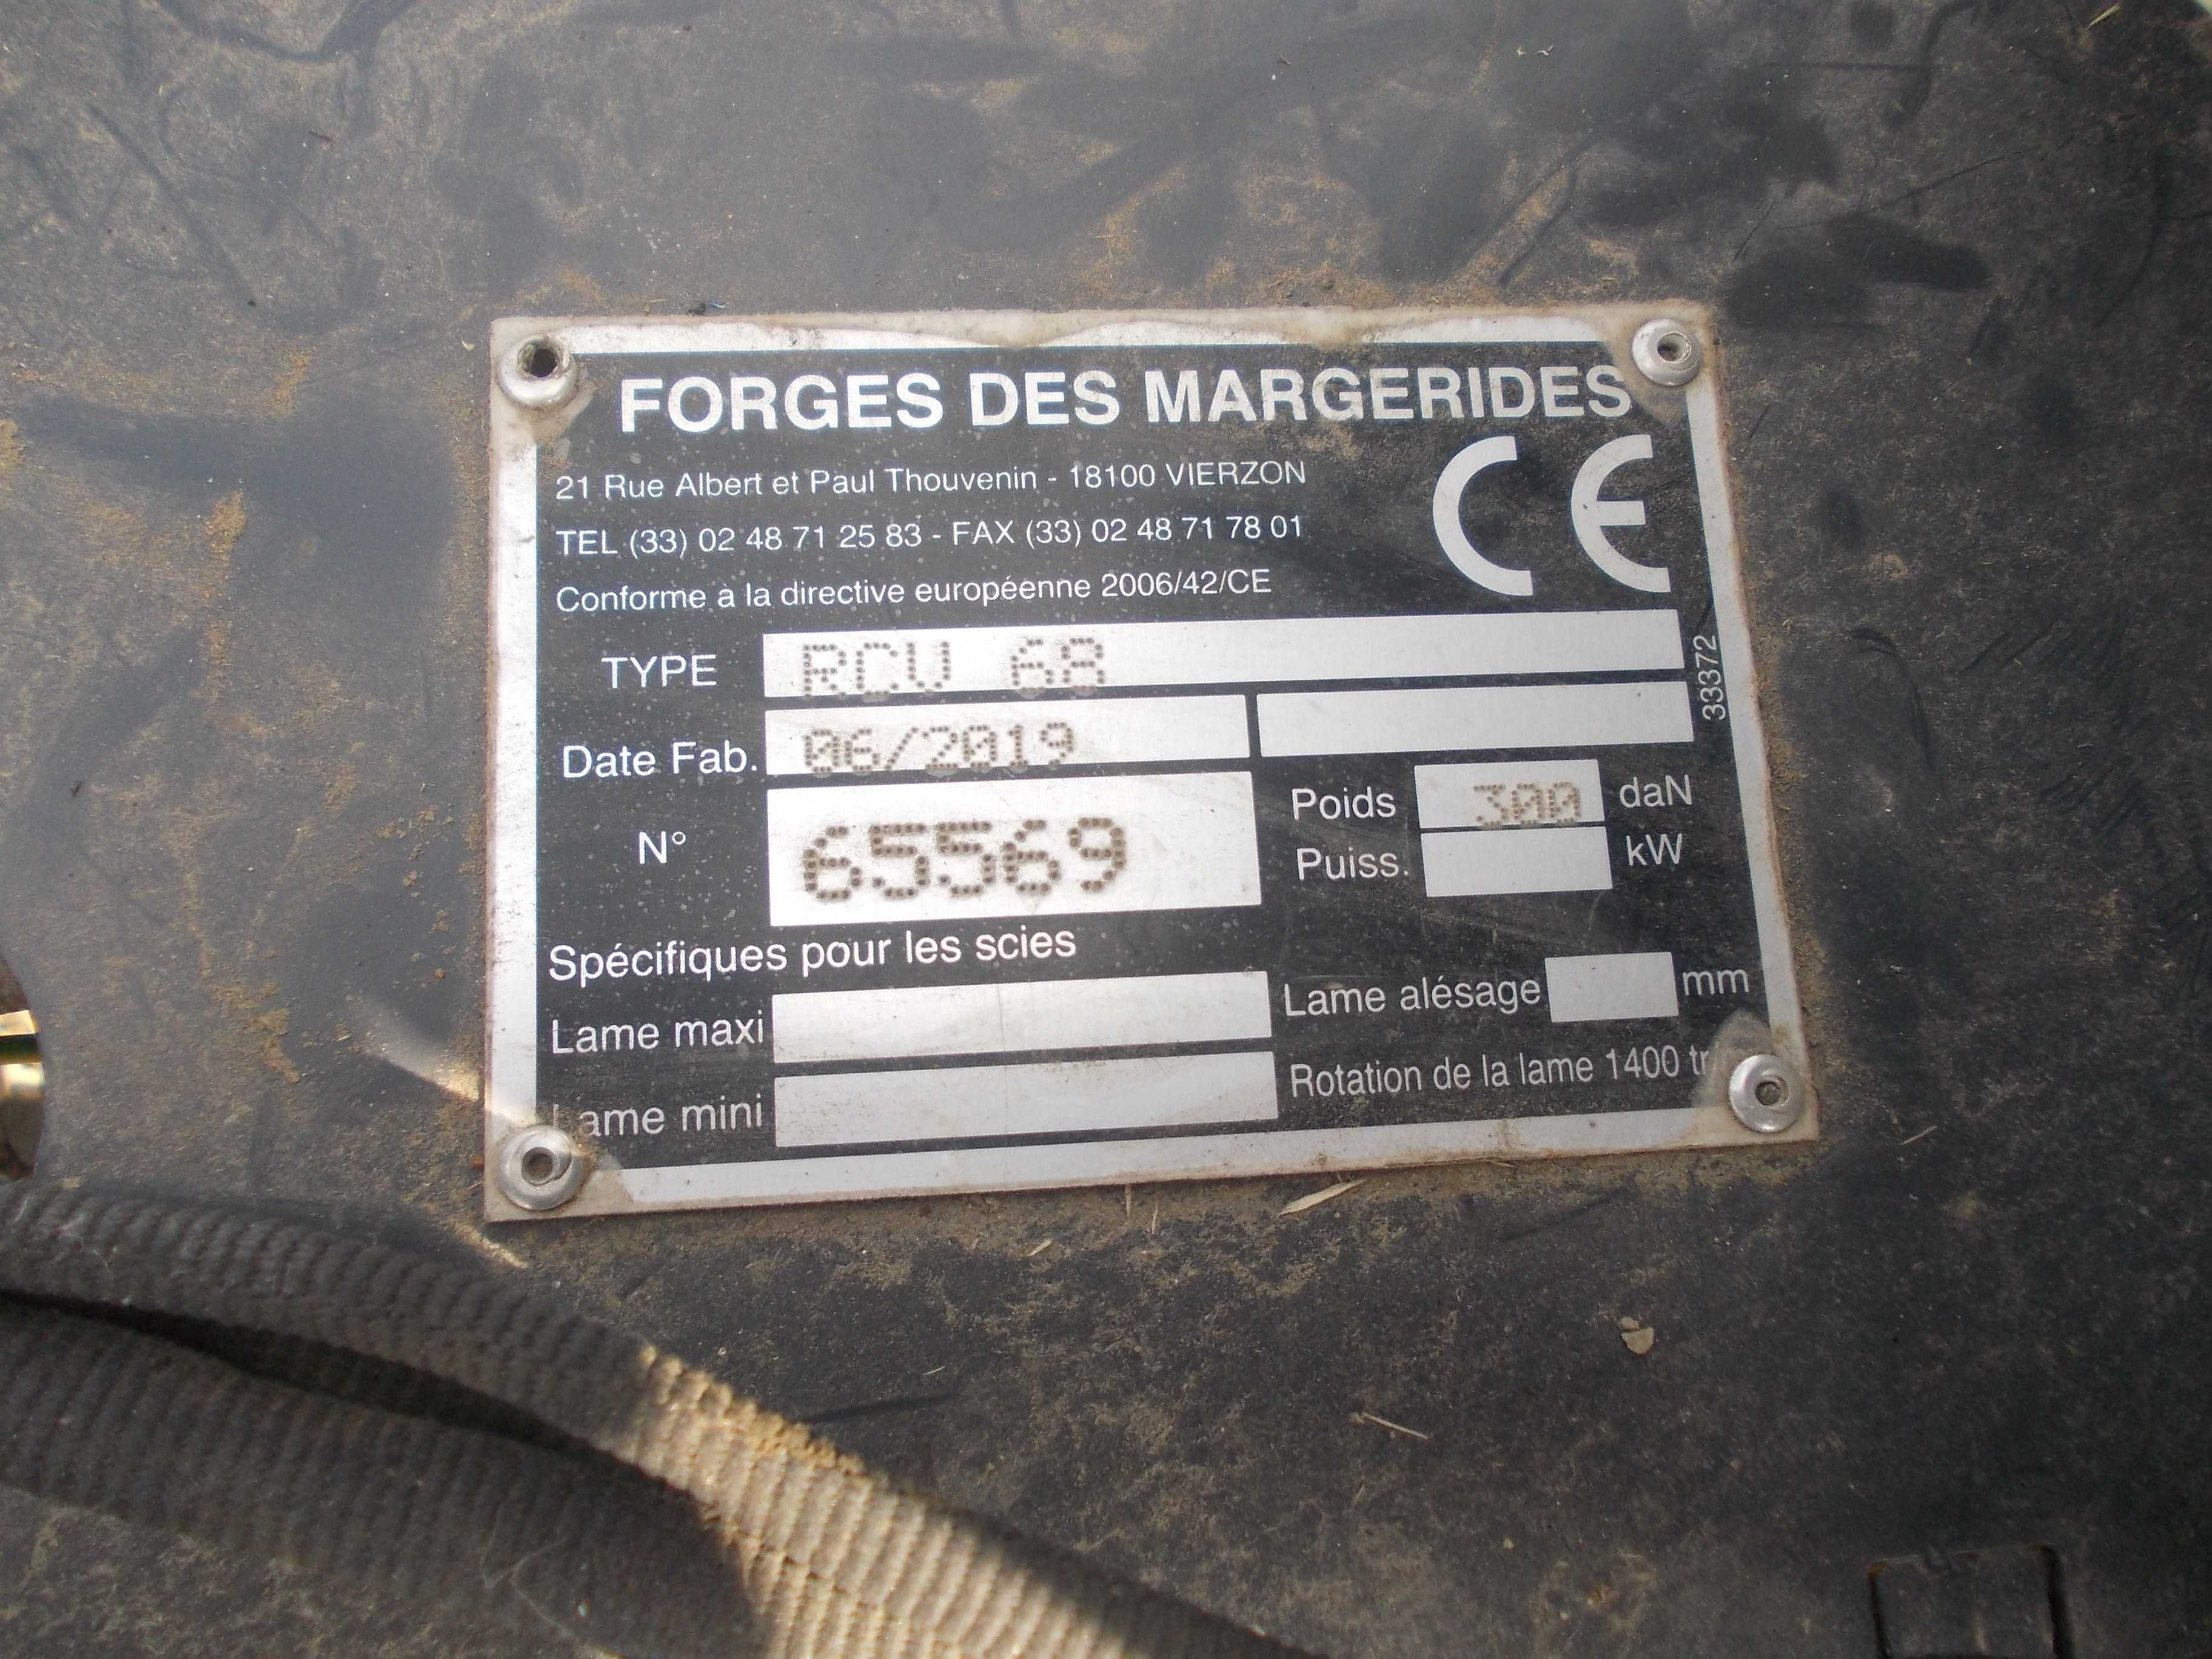 FORGES DES MARGERIDES
21 Rue Albert et Paul Thouvenin - 18100 VIERZON
TEL (33) 02 48 71 25 83 - FAX (33) 02 48 71 78 01
CE
Conforme à la directive européenne 2006/42/CE
TYPE RCV 68
33372
Date Fab. 06/2019
N° 65569
Poids 300 daN
Puiss. kW
Spécifiques pour les scies
Lame maxi
Lame alésage mm
Lame mini
Rotation de la lame 1400 tr